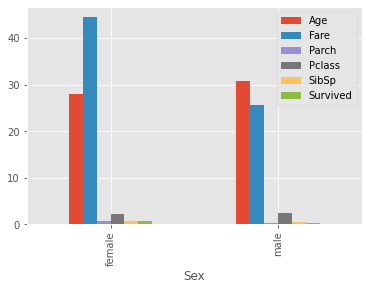 40
30
20
10
0
Age
Fare
Parch
Pclass
SibSp
Survived
female
male
Sex